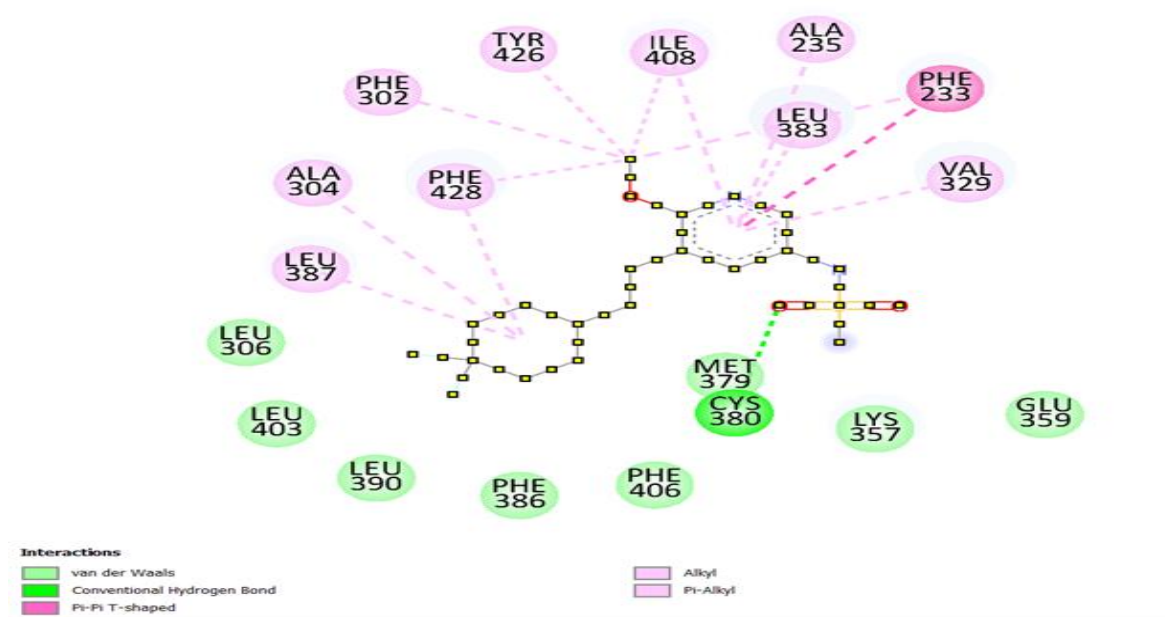 TYR
426
ILE
408
ALA
235
PHE
302
PHE
233
LEU
383
ALA
304
PHE
428
VAL
329
LEU
387
LEU
306
MET
379
CYS
380
LEU
403
LYS
357
GLU
359
LEU
390
PHE
386
PHE
406
Interactions
van der Waals
Conventional Hydrogen Bond
Pi-Pi T-shaped
Alkyl
Pi-Alkyl